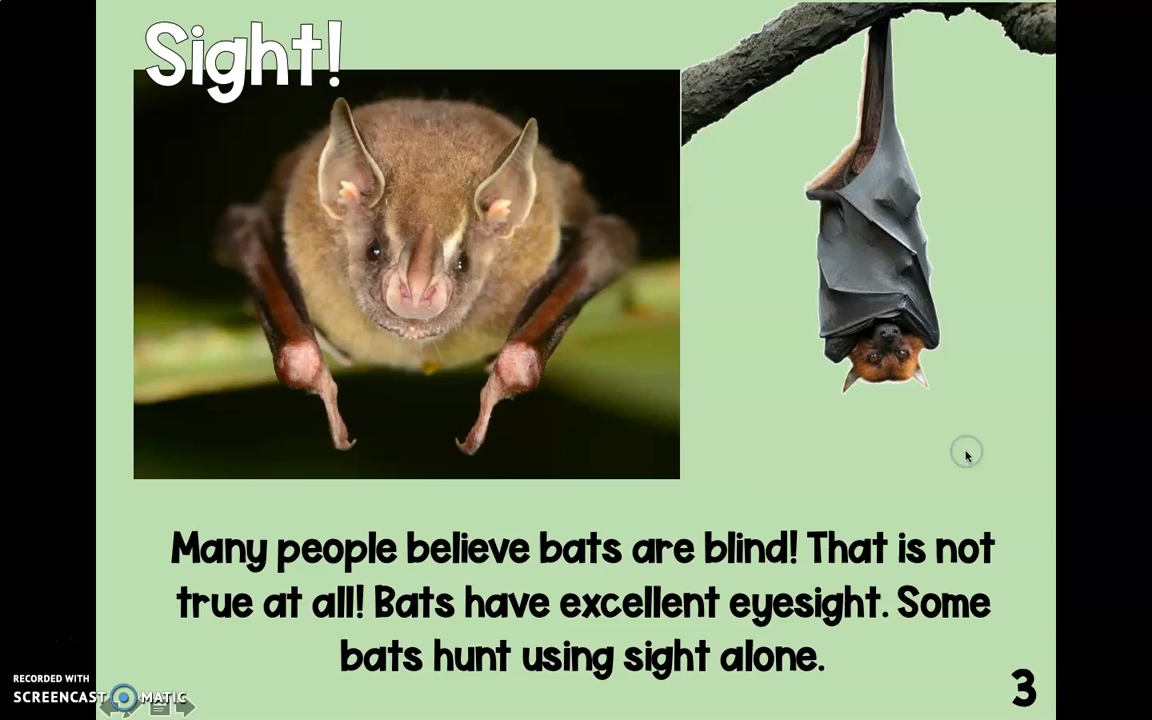 Sight!
Many people believe bats are blind! That is not
true at all! Bats have excellent eyesight. Some
bats hunt using sight alone.
3
RECORDED WITH
SCREENCAST MATIC